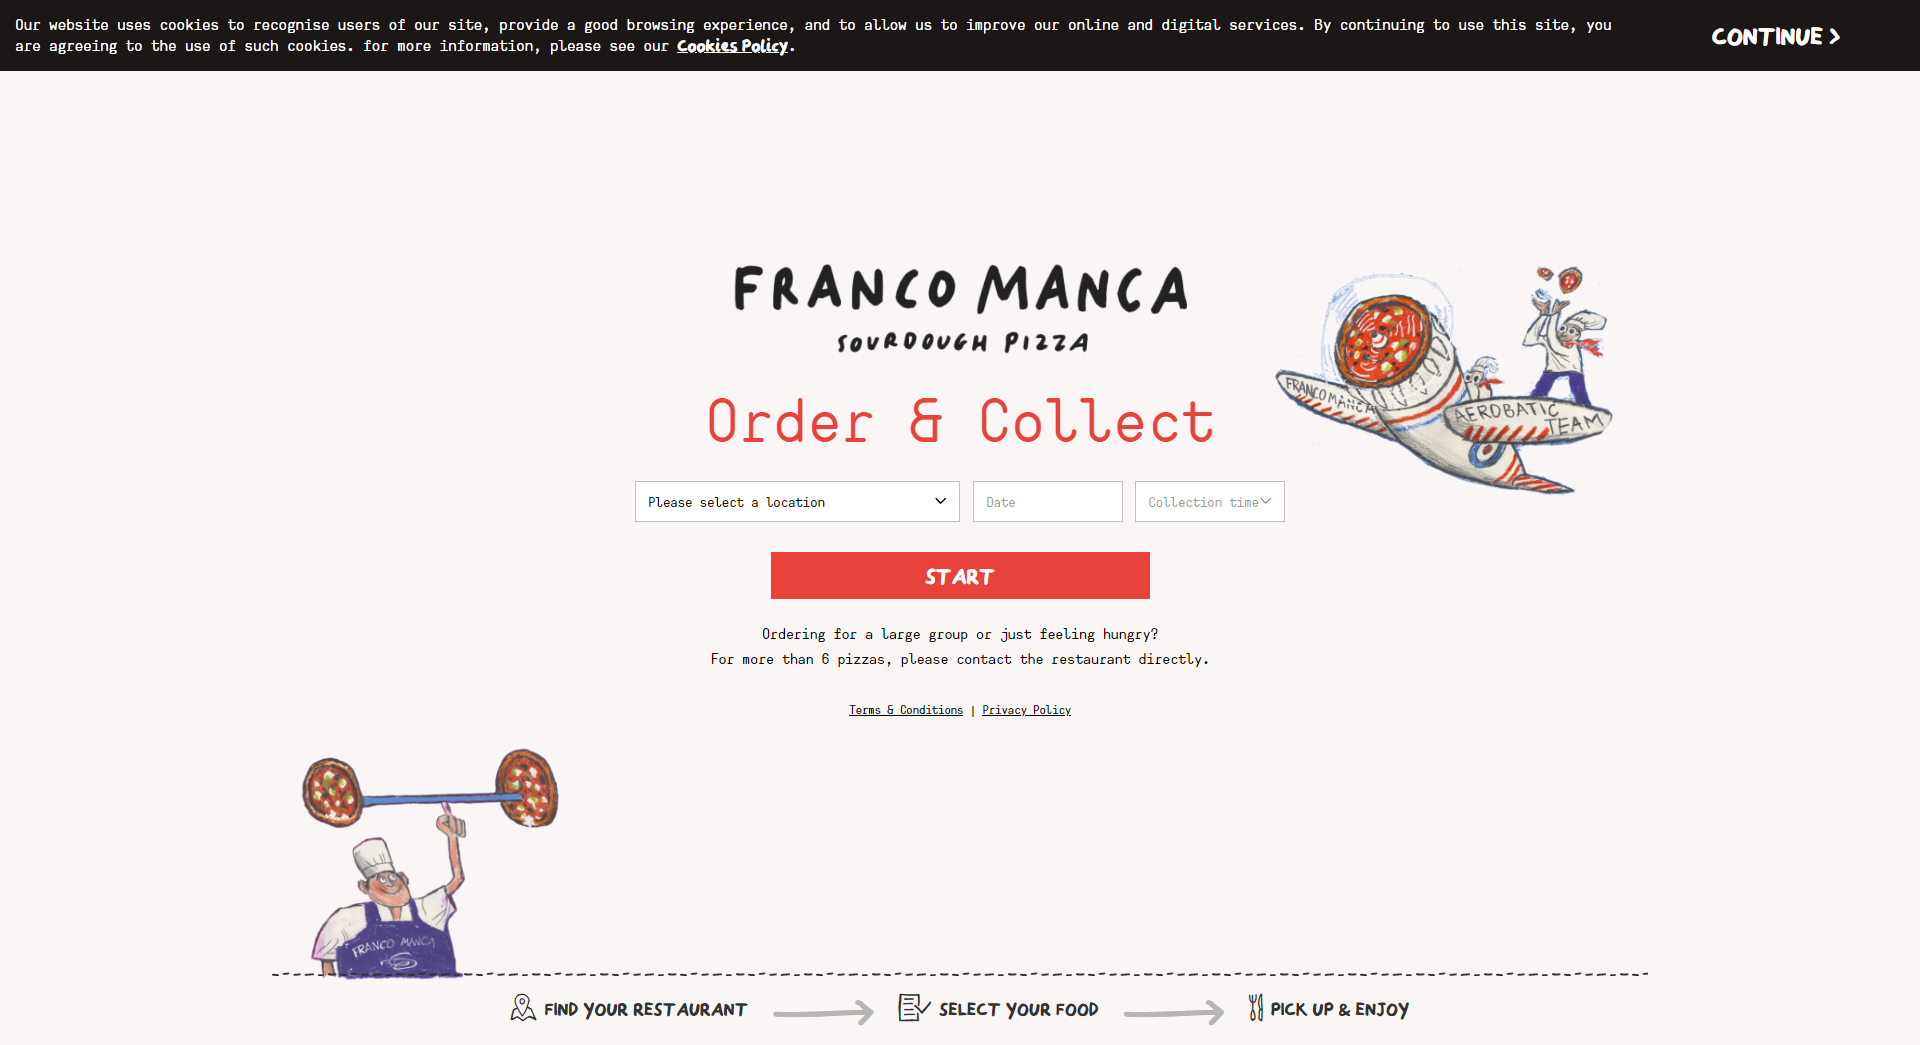 Our website uses cookies to recognise users of our site, provide a good browsing experience, and to allow us to improve our online and digital services. By continuing to use this site, you
are agreeing to the use of such cookies. for more information, please see our Cookies Policy.
CONTINUE >
FRANCO MANCA
SOURDOUGH PIZZA
FRANCO MANCA
AEROBATIC
TEAM
Order & Collect
Please select a location
Date
Collection time
START
Ordering for a large group or just feeling hungry?
For more than 6 pizzas, please contact the restaurant directly.
Terms & Conditions | Privacy Policy
FRANCO MANCA
FIND YOUR RESTAURANT
SELECT YOUR FOOD
PICK UP & ENJOY